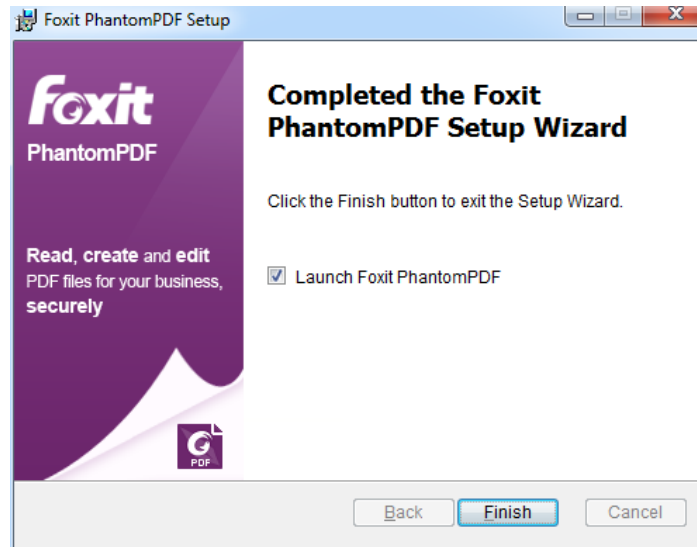 Foxit PhantomPDF Setup
Foxit
PhantomPDF
Read, create and edit
PDF files for your business,
securely
PDF
Completed the Foxit
PhantomPDF Setup Wizard
Click the Finish button to exit the Setup Wizard.
Launch Foxit PhantomPDF
Back
Finish
Cancel